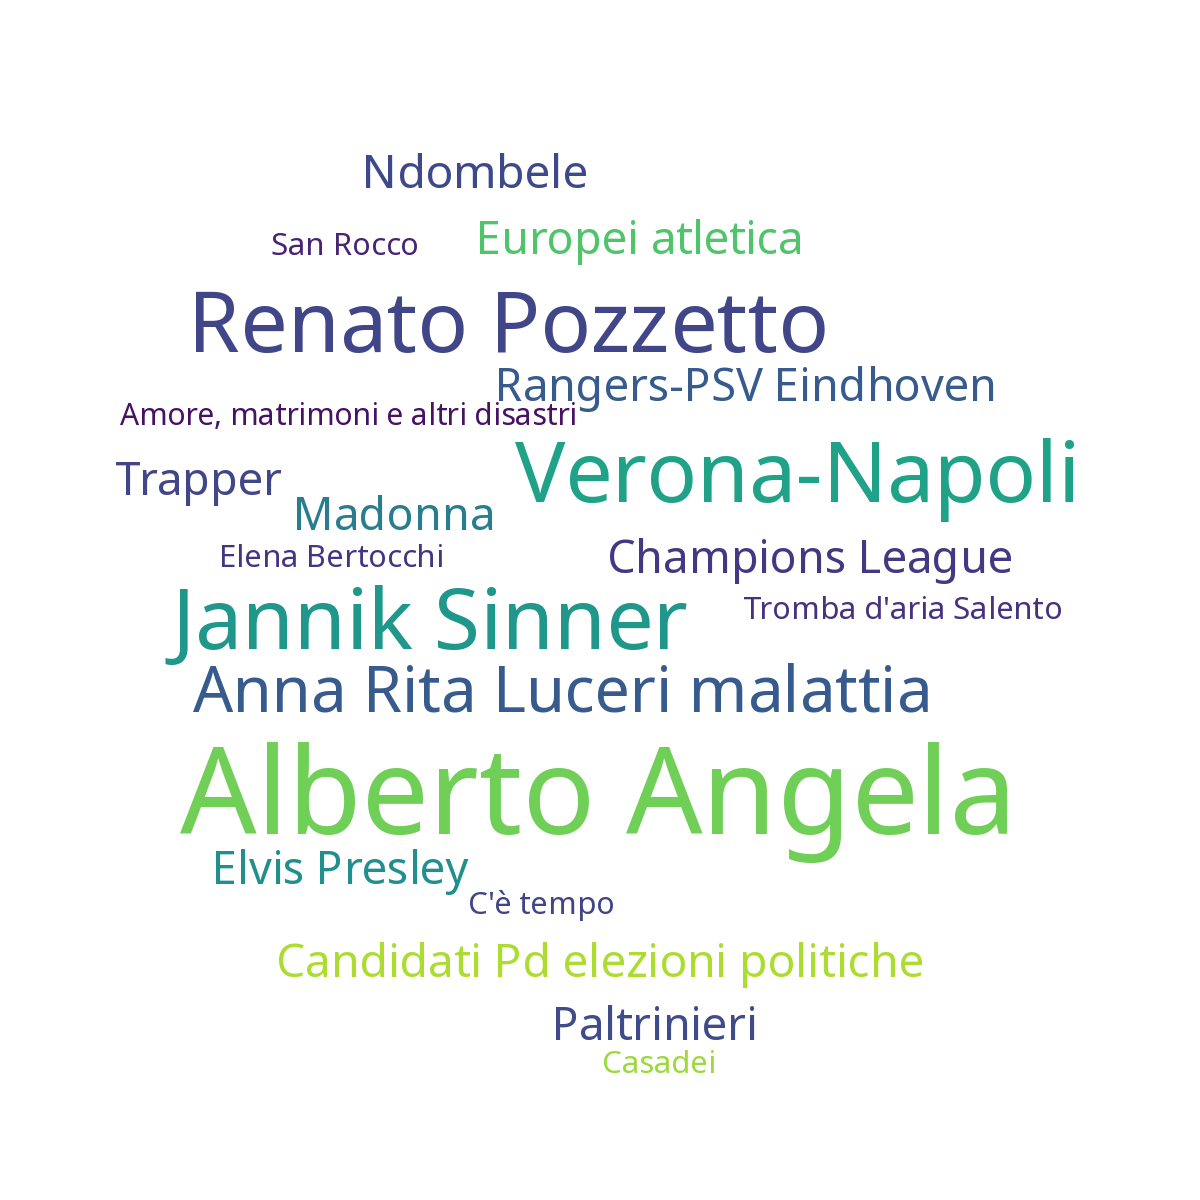 Ndombele
Europei atletica
San Rocco
Renato Pozzetto
Rangers-PSV Eindhoven
Amore, matrimoni e altri disastri
Verona-Napoli
Trapper
Madonna
Elena Bertocchi
Champions League
Jannik Sinner
Tromba d'aria Salento
Anna Rita Luceri malattia
Alberto Angela
Elvis Presley
C'è tempo
Candidati Pd elezioni politiche
Paltrinieri
Casadei